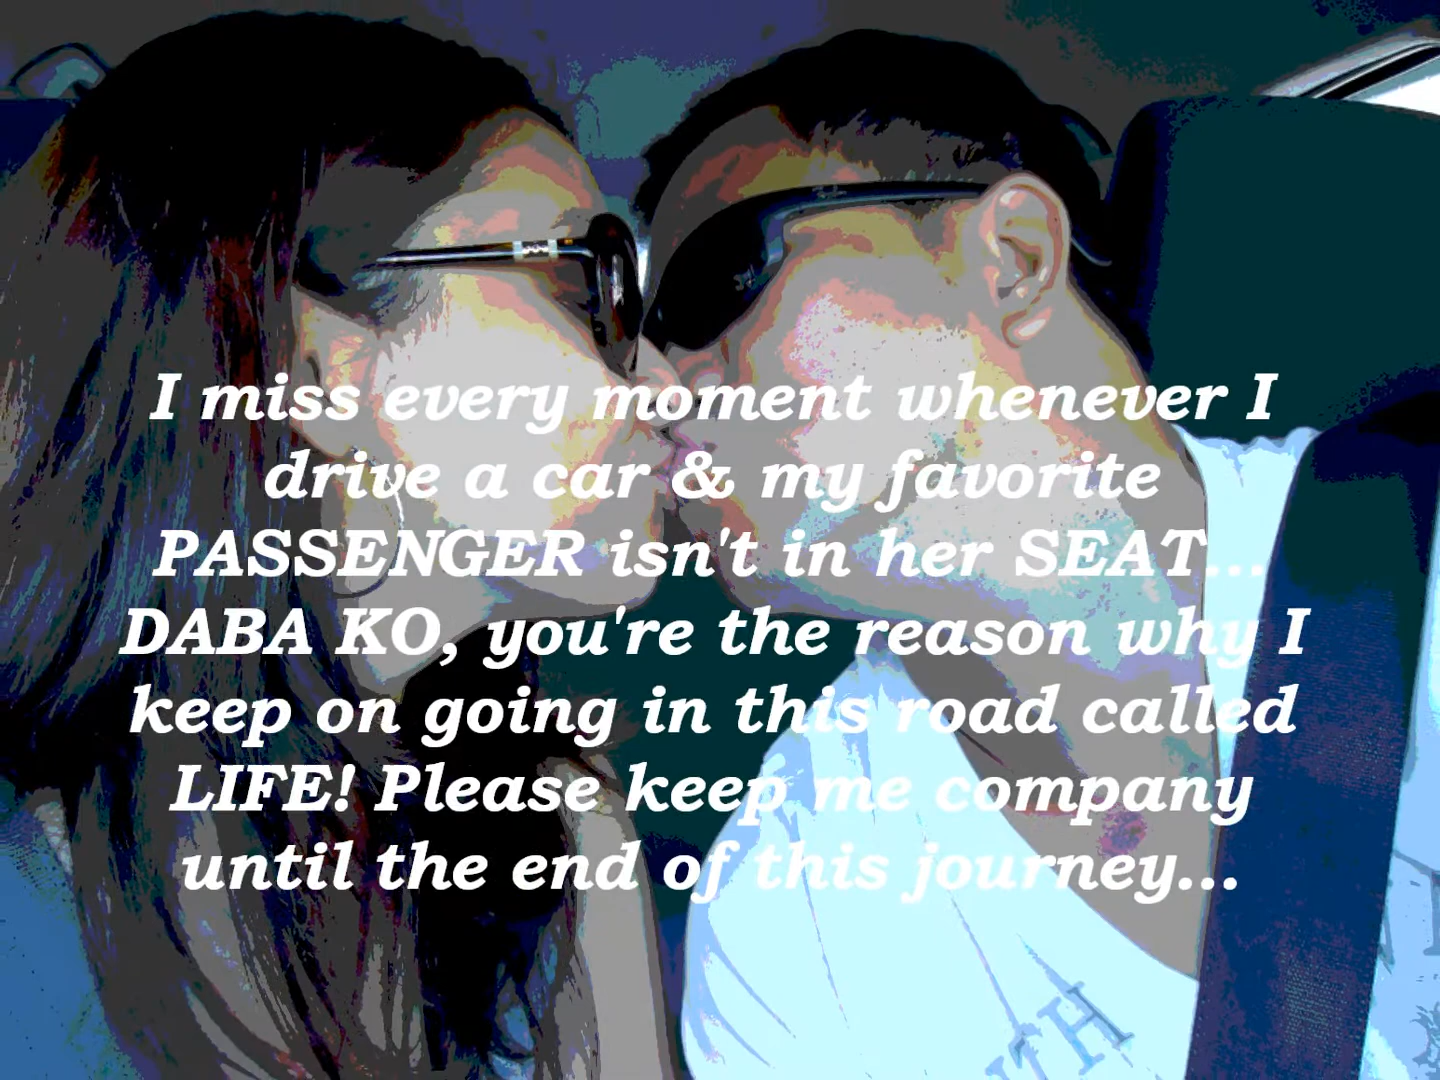 I miss every moment whenever I
drive a car & my favorite
PASSENGER isn't in her SEAT...
DABA KO, you're the reason why I
keep on going in this road called
LIFE! Please keep me company
until the end of this journey...
TH